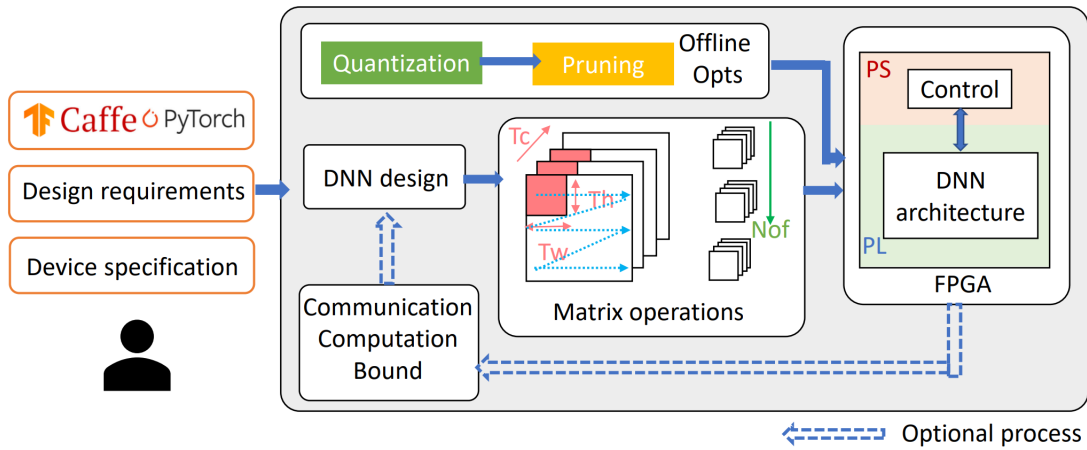 Caffe PyTorch
Design requirements
Device specification
Quantization
Pruning
Offline
Opts
DNN design
Communication
Computation
Bound
Tc
Th
Tw
Nof
Matrix operations
PS
Control
DNN
architecture
PL
FPGA
Optional process